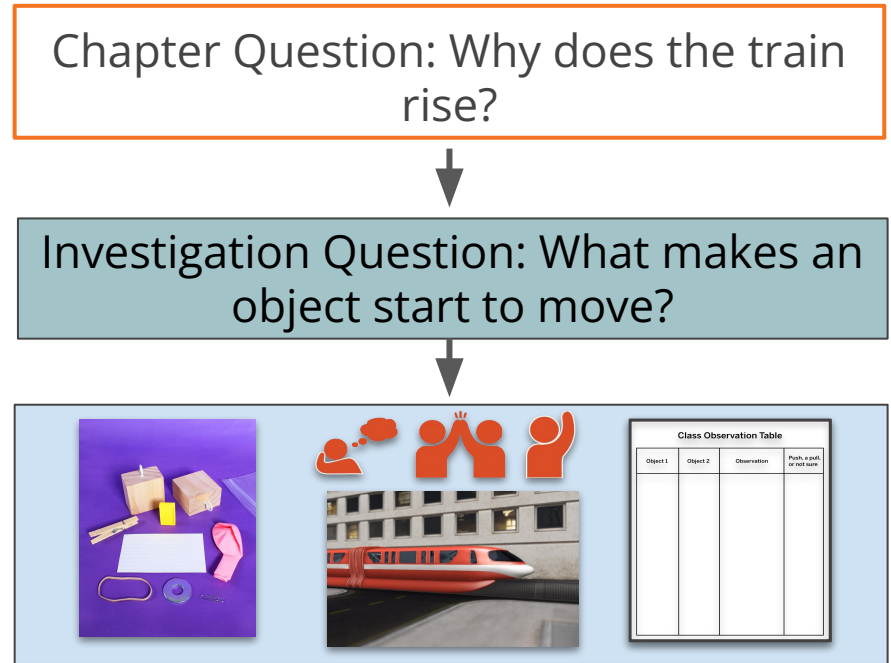 Chapter Question: Why does the train
rise?
Investigation Question: What makes an
object start to move?
Class Observation Table
Object 1
Object 2
Observation
Push, a pull,
or not sure